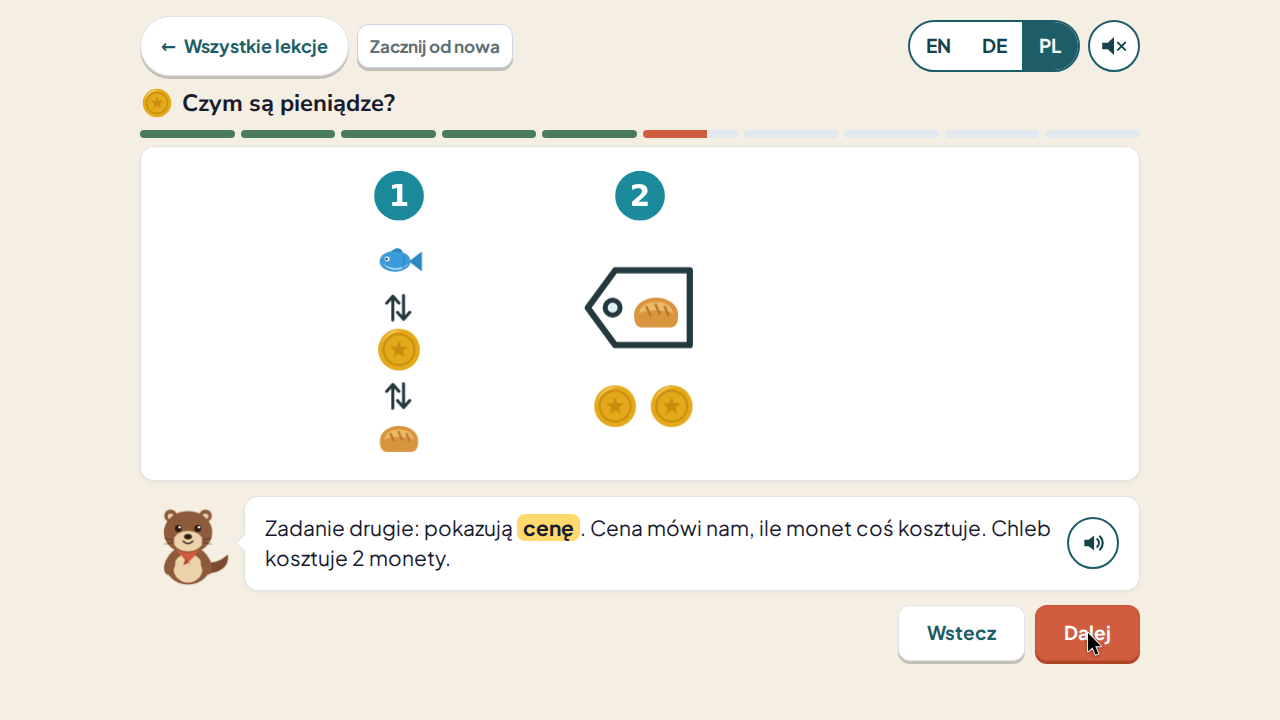 ← Wszystkie lekcje
Zacznij od nowa
EN DE PL
Czym są pieniądze?
1 2
Zadanie drugie: pokazują cenę. Cena mówi nam, ile monet coś kosztuje. Chleb
kosztuje 2 monety.
Wstecz
Dalej